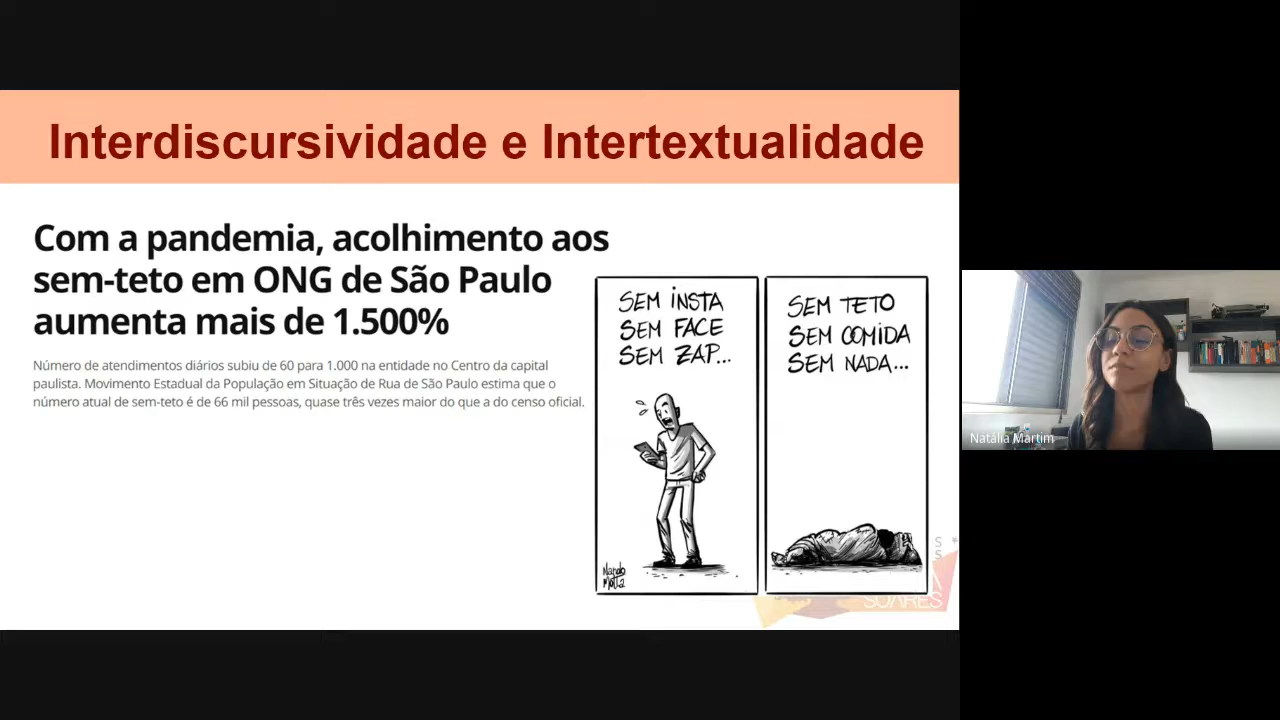 Interdiscursividade e Intertextualidade
Com a pandemia, acolhimento aos
sem-teto em ONG de São Paulo
aumenta mais de 1.500%
Número de atendimentos diários subiu de 60 para 1.000 na entidade no Centro da capital
paulista. Movimento Estadual da População em Situação de Rua de São Paulo estima que o
número atual de sem-teto é de 66 mil pessoas, quase três vezes maior do que a do censo oficial.
SEM INSTA
SEM FACE
SEM ZAP...
Nando
Motta
SEM TETO
SEM COMIDA
SEM NADA...
SOARES
Natália Martim